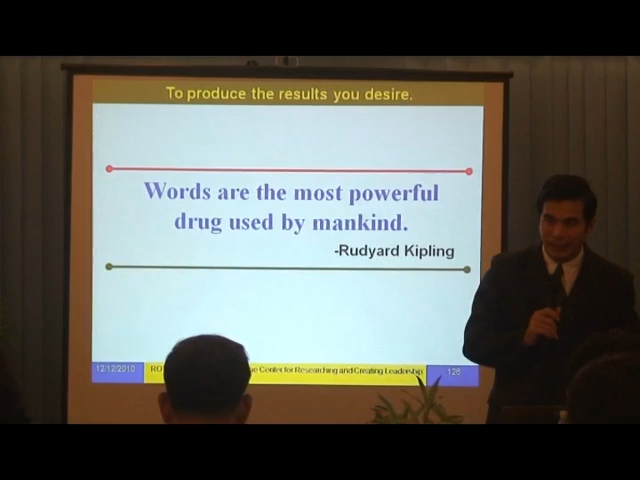 To produce the results you desire.
Words are the most powerful
drug used by mankind.
-Rudyard Kipling
12/12/2010 Center for Researching and Creating Leadership 126